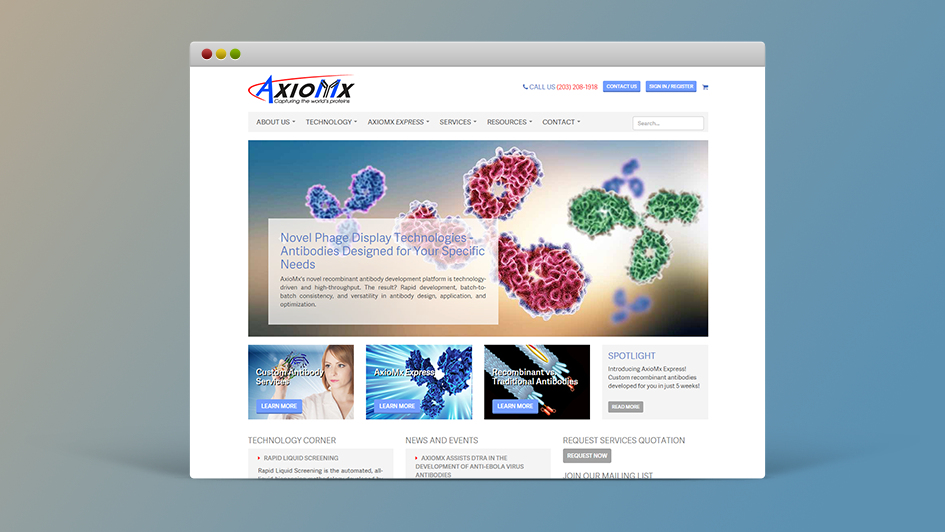 AxioMx
Capturing the world's proteins
CALL US (203) 208-1918
CONTACT US
SIGN IN / REGISTER
ABOUT US
TECHNOLOGY
AXIOMX EXPRESS
SERVICES
RESOURCES
CONTACT
Search...
Novel Phage Display Technologies -
Antibodies Designed for Your Specific
Needs
AxioMx's novel recombinant antibody development platform is technology-
driven and high-throughput. The result? Rapid development, batch-to-
batch consistency, and versatility in antibody design, application, and
optimization.
Custom Antibody
Services
LEARN MORE
AxioMx Express
LEARN MORE
Recombinant vs.
Traditional Antibodies
LEARN MORE
SPOTLIGHT
Introducing AxioMx Express!
Custom recombinant antibodies
developed for you in just 5 weeks!
READ MORE
TECHNOLOGY CORNER
RAPID LIQUID SCREENING
Rapid Liquid Screening is the automated, all-
NEWS AND EVENTS
AXIOMX ASSISTS DTRA IN THE
DEVELOPMENT OF ANTI-EBOLA VIRUS
ANTIBODIES
REQUEST SERVICES QUOTATION
REQUEST NOW
JOIN OUR MAILING LIST